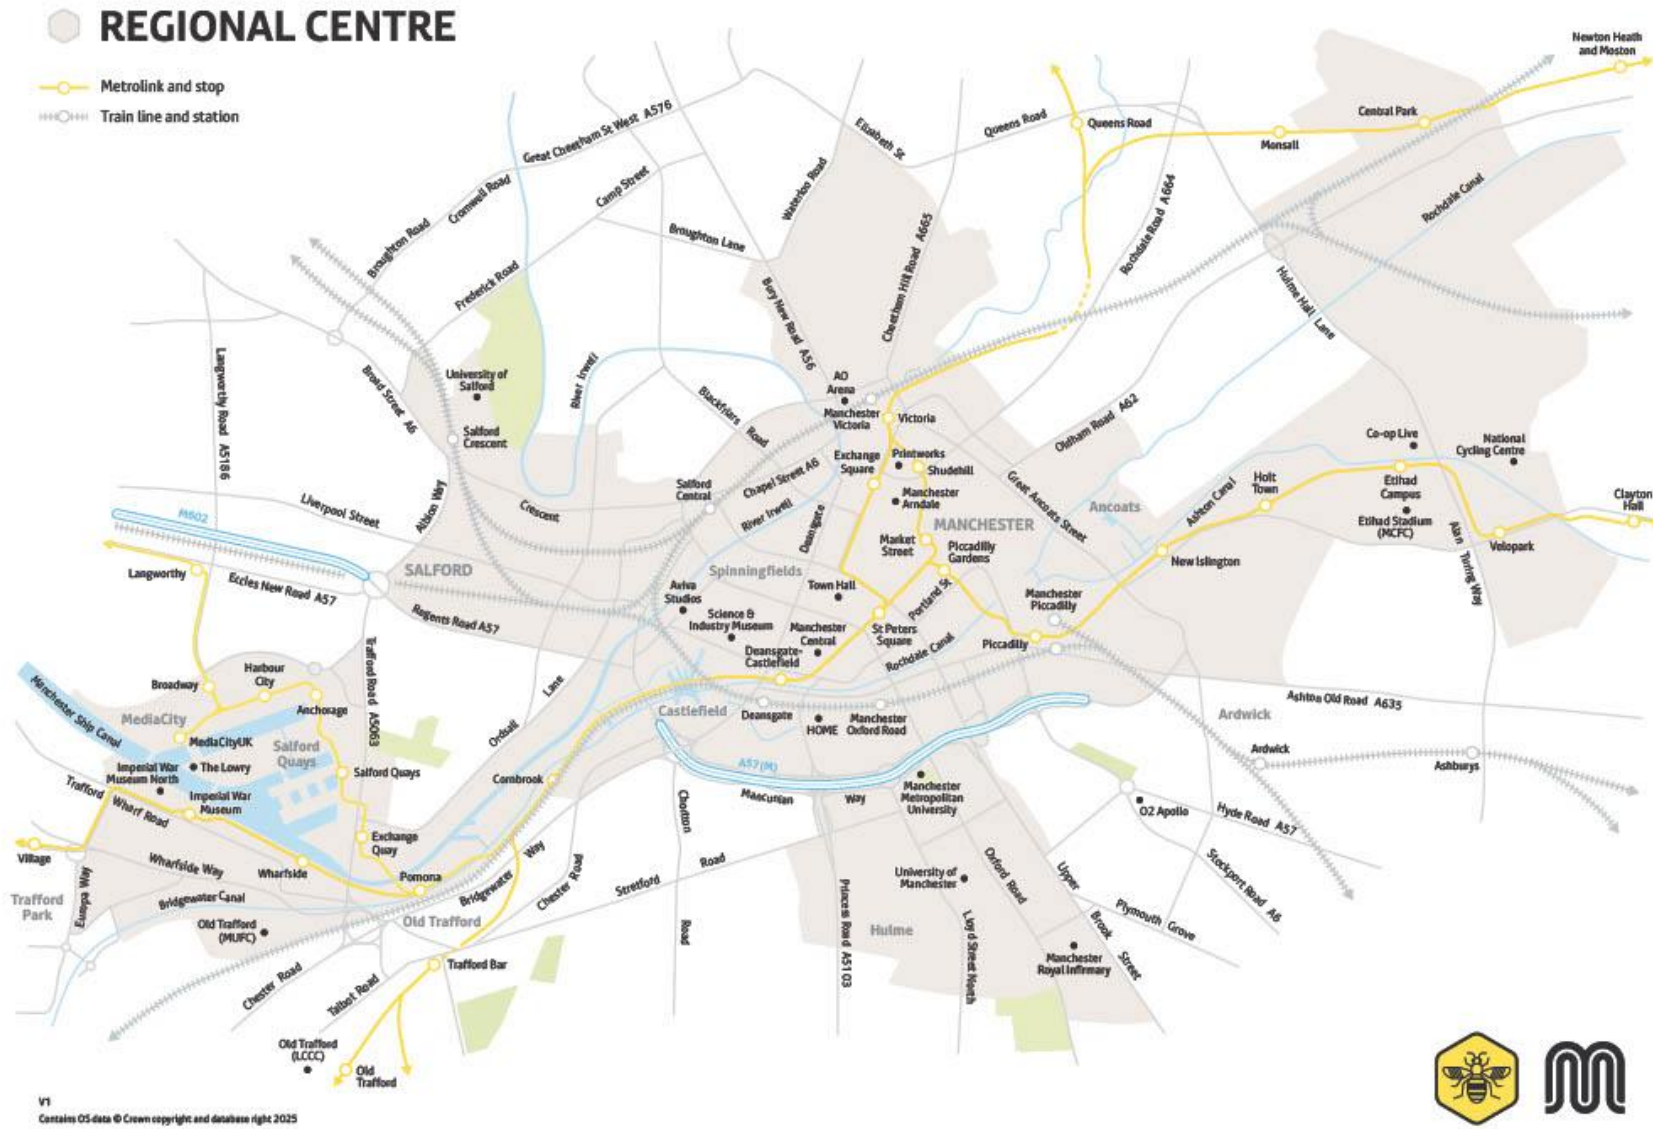 REGIONAL CENTRE
Metrolink and stop
Train line and station
Newton Heath
and Moston
Central Park
Monsall
Queens Road
Queens Road
Elizabeth St
Great Cheetham St West A576
Cromwell Road
Camp Street
Waterloo Road
Broughton Road
Broughton Lane
Frederick Road
Bury New Road A56
Cheetham Hill Road A665
Rochdale Road A664
Rochdale Canal
Hulme Hall Lane
Langworthy Road A5186
Broad Street A6
University of
Salford
River Irwell
Salford
Crescent
Blackfriars Road
AO
Arena
Manchester
Victoria
Victoria
Oldham Road A62
Co-op Live
National
Cycling Centre
Exchange
Square
Printworks
Shudehill
Chapel Street A6
Salford
Central
River Irwell
Manchester
Arndale
Great Ancoats Street
Ancoats
Ashton Canal
Holt
Town
Etihad
Campus
Etihad Stadium
(MCFC)
Clayton
Hall
Velopark
Alan Turing Way
Albion Way
Crescent
Liverpool Street
M602
Deansgate
MANCHESTER
Market
Street
Piccadilly
Gardens
New Islington
Langworthy
Eccles New Road A57
SALFORD
Regents Road A57
Spinningfields
Aviva
Studios
Town Hall
Portland St
Manchester
Piccadilly
Science &
Industry Museum
Manchester
Central
St Peters
Square
Piccadilly
Deansgate-
Castlefield
Rochdale Canal
Trafford Road A5063
Harbour
City
Broadway
Anchorage
Manchester Ship Canal
MediaCity
MediaCityUK
Salford
Quays
Ordsall Lane
Castlefield
Deansgate
HOME
Manchester
Oxford Road
Ardwick
Ashton Old Road A635
Ardwick
Ashburys
The Lowry
Imperial War
Museum North
Imperial War
Museum
Salford Quays
Cornbrook
A57(M)
Mancunian Way
Manchester
Metropolitan
University
O2 Apollo
Hyde Road A57
Trafford Wharf Road
Exchange
Quay
Village
Wharfside Way
Wharfside
Pomona
Bridgewater Way
Chester Road
Stretford Road
Chorlton Road
Princess Road A5103
University of
Manchester
Oxford Road
Upper Brook Street
Stockport Road A6
Plymouth Grove
Trafford
Park
Europa Way
Bridgewater Canal
Old Trafford
(MUFC)
Old Trafford
Hulme
Lloyd Street North
Manchester
Royal Infirmary
Trafford Bar
Chester Road
Talbot Road
Old Trafford
(LCCC)
Old
Trafford
V1
Contains OS data © Crown copyright and database right 2025